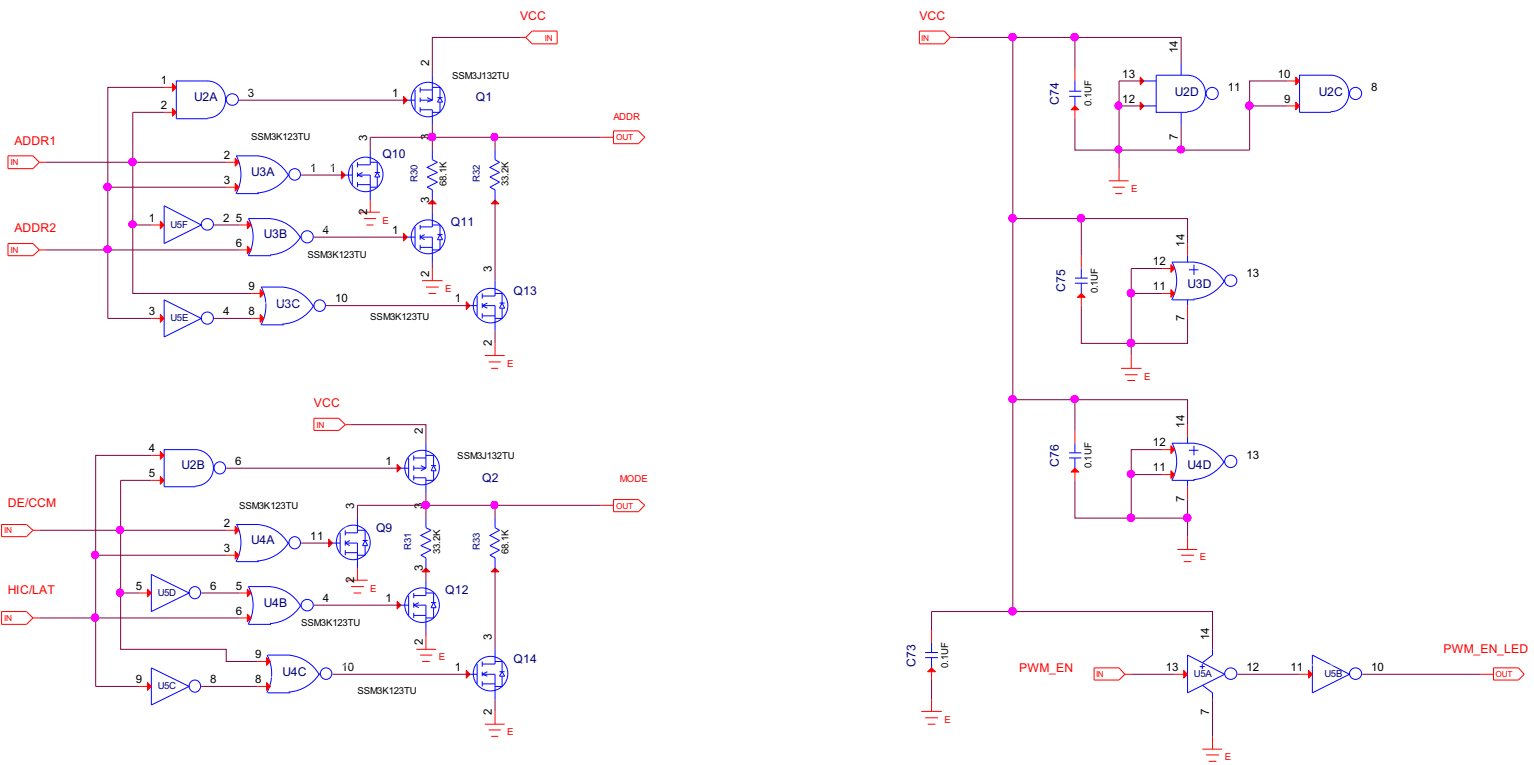 VCC
IN
2
SSM3J132TU
Q1
1
2
U2A
3
1
3
ADDR
OUT
ADDR1
IN
SSM3K123TU
2
3
U3A
1
1
3
Q10
2
E
R30
68.1K
R32
33.2K
ADDR2
IN
1
U5F
2
5
6
U3B
4
SSM3K123TU
1
3
Q11
2
E
3
U5E
4
9
8
U3C
10
SSM3K123TU
1
3
Q13
2
E
VCC
IN
2
SSM3J132TU
Q2
4
5
U2B
6
1
3
MODE
OUT
DE/CCM
IN
SSM3K123TU
2
3
U4A
11
1
3
Q9
2
E
R31
33.2K
R33
68.1K
HIC/LAT
IN
5
U5D
6
5
6
U4B
4
SSM3K123TU
1
3
Q12
2
E
9
U5C
8
9
8
U4C
10
SSM3K123TU
1
3
Q14
2
E
VCC
IN
C74
0.1UF
14
13
12
U2D
11
7
E
10
9
U2C
8
C75
0.1UF
14
12
11
+
U3D
13
7
E
C76
0.1UF
14
12
11
+
U4D
13
7
E
C73
0.1UF
E
PWM_EN
IN
14
13
+
U5A
12
7
E
11
U5B
10
PWM_EN_LED
OUT